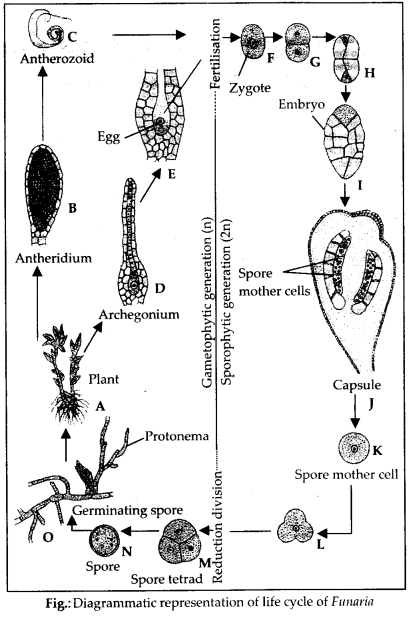 C
Antherozoid
Fertilisation
F
G
H
Zygote
Embryo
I
Egg
E
B
Antheridium
D
Archegonium
Gametophytic generation (n)
Sporophytic generation (2n)
Spore
mother cells
Capsule
J
Plant
A
Protonema
K
Spore mother cell
Germinating spore
O
N
Spore
M
Spore tetrad
L
Reduction division
Fig.: Diagrammatic representation of life cycle of Funaria